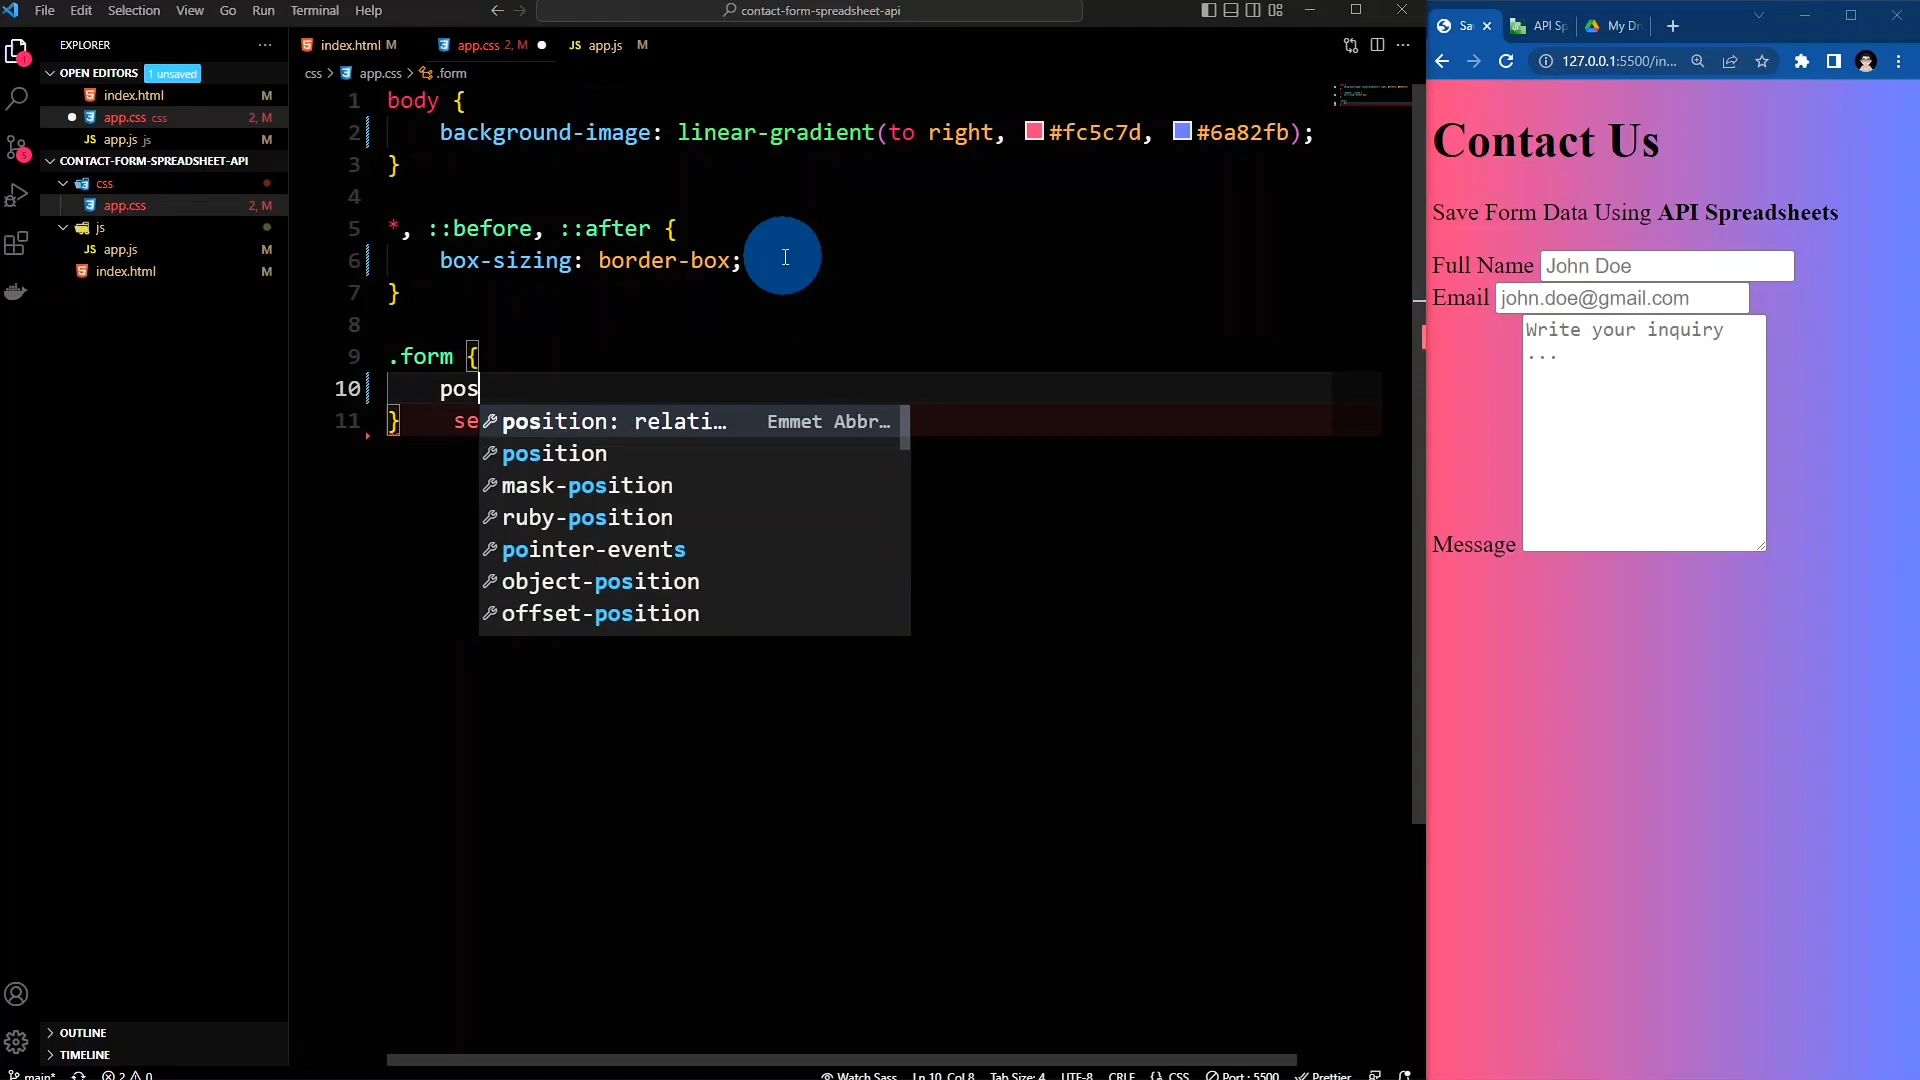 File Edit Selection View Go Run Terminal Help
contact-form-spreadsheet-api
EXPLORER
OPEN EDITORS 1 unsaved
index.html M
app.css css 2, M
app.js js M
CONTACT-FORM-SPREADSHEET-API
css
app.css 2, M
js
app.js M
index.html M
OUTLINE
TIMELINE
index.html M app.css 2, M JS app.js M
css > app.css > .form
1 body {
2 background-image: linear-gradient(to right, #fc5c7d, #6a82fb);
3 }
4
5 *, ::before, ::after {
6 box-sizing: border-box;
7 }
8
9 .form {
10 pos
11 } se
position: relati... Emmet Abbr...
position
mask-position
ruby-position
pointer-events
object-position
offset-position
main* 2 0 Watch Sass Ln 10, Col 8 Tab Size: 4 UTF-8 CRLF {} CSS Port : 5500 Prettier
Sa API Sp My Dr
127.0.0.1:5500/in...
Contact Us
Save Form Data Using API Spreadsheets
Full Name John Doe
Email john.doe@gmail.com
Write your inquiry
...
Message